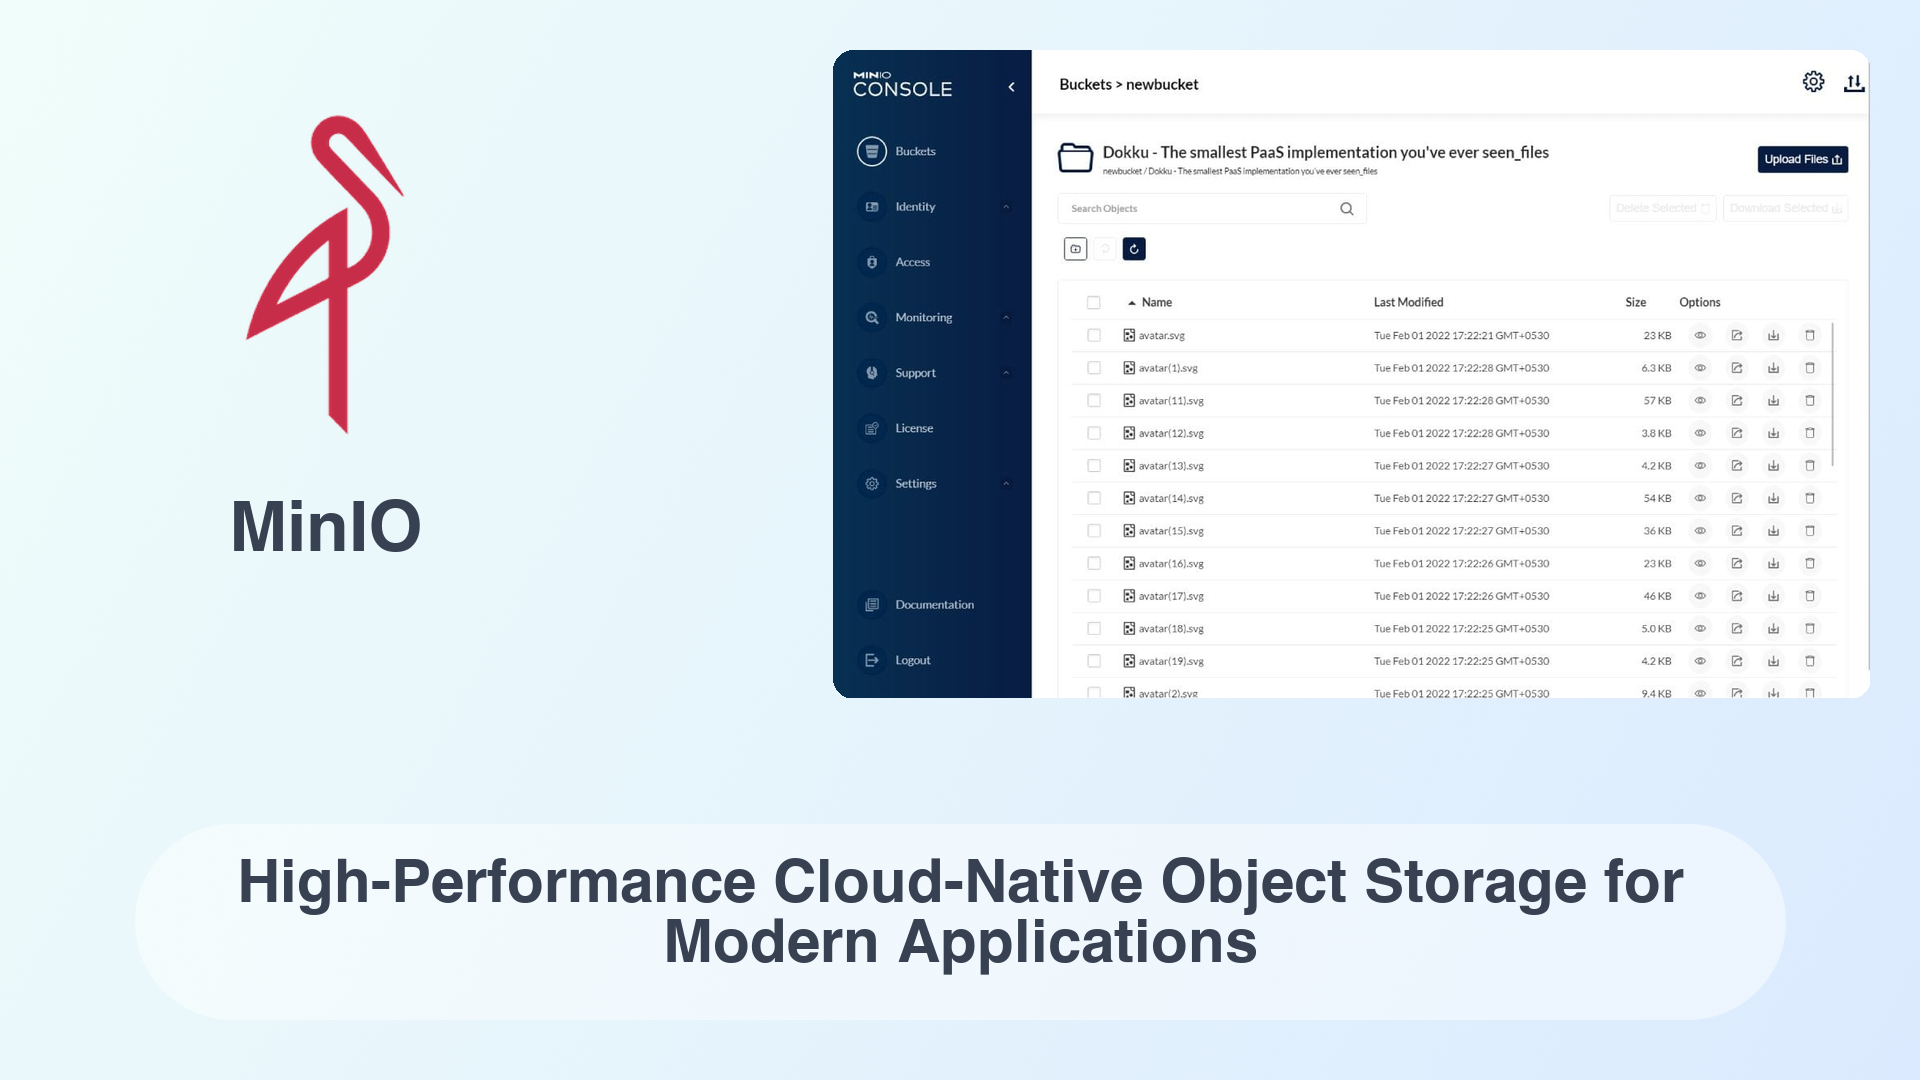 MinIO
MINIO
CONSOLE
Buckets
Identity
Access
Monitoring
Support
License
Settings
Documentation
Logout
Buckets > newbucket
Dokku - The smallest PaaS implementation you've ever seen_files
newbucket / Dokku - The smallest PaaS implementation you've ever seen_files
Upload Files
Search Objects
Delete Selected
Download Selected
Name Last Modified Size Options
avatar.svg Tue Feb 01 2022 17:22:21 GMT+0530 23 KB
avatar(1).svg Tue Feb 01 2022 17:22:28 GMT+0530 6.3 KB
avatar(11).svg Tue Feb 01 2022 17:22:28 GMT+0530 57 KB
avatar(12).svg Tue Feb 01 2022 17:22:28 GMT+0530 3.8 KB
avatar(13).svg Tue Feb 01 2022 17:22:27 GMT+0530 4.2 KB
avatar(14).svg Tue Feb 01 2022 17:22:27 GMT+0530 54 KB
avatar(15).svg Tue Feb 01 2022 17:22:27 GMT+0530 36 KB
avatar(16).svg Tue Feb 01 2022 17:22:26 GMT+0530 23 KB
avatar(17).svg Tue Feb 01 2022 17:22:26 GMT+0530 46 KB
avatar(18).svg Tue Feb 01 2022 17:22:25 GMT+0530 5.0 KB
avatar(19).svg Tue Feb 01 2022 17:22:25 GMT+0530 4.2 KB
avatar(2).svg Tue Feb 01 2022 17:22:25 GMT+0530 9.4 KB
High-Performance Cloud-Native Object Storage for
Modern Applications